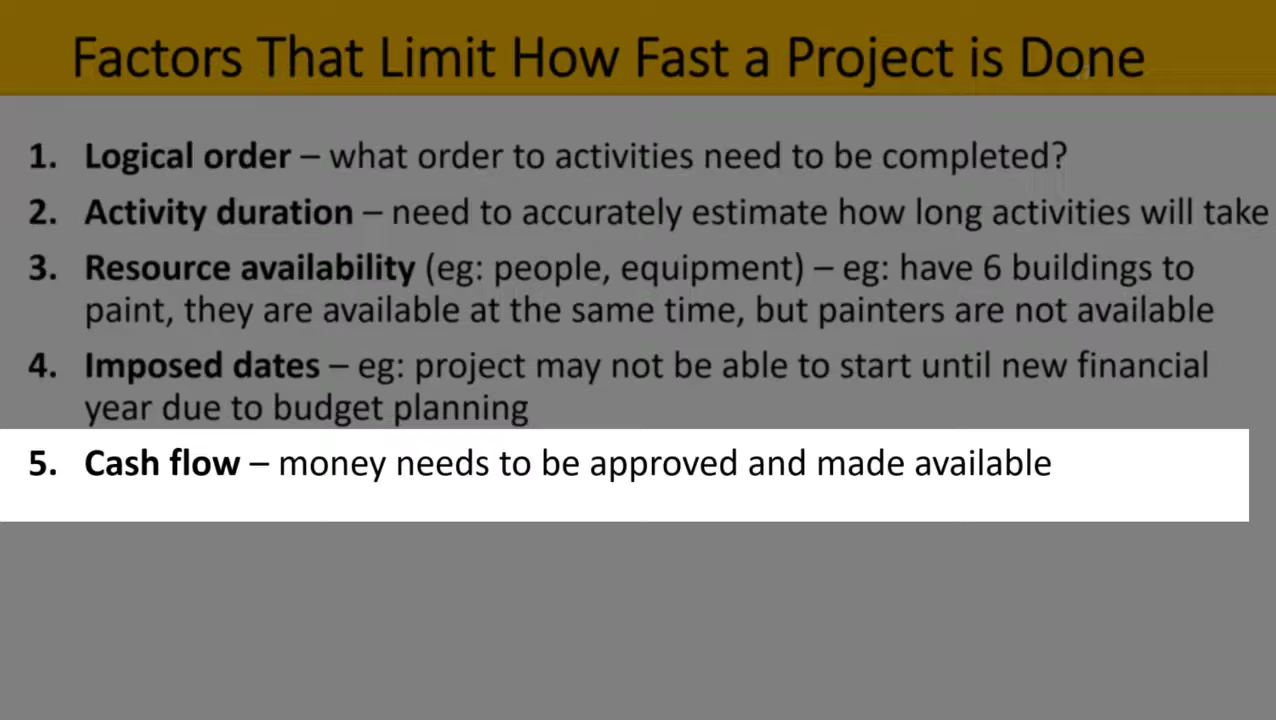 Factors That Limit How Fast a Project is Done
1. Logical order – what order to activities need to be completed?
2. Activity duration – need to accurately estimate how long activities will take
3. Resource availability (eg: people, equipment) – eg: have 6 buildings to
paint, they are available at the same time, but painters are not available
4. Imposed dates – eg: project may not be able to start until new financial
year due to budget planning
5. Cash flow – money needs to be approved and made available